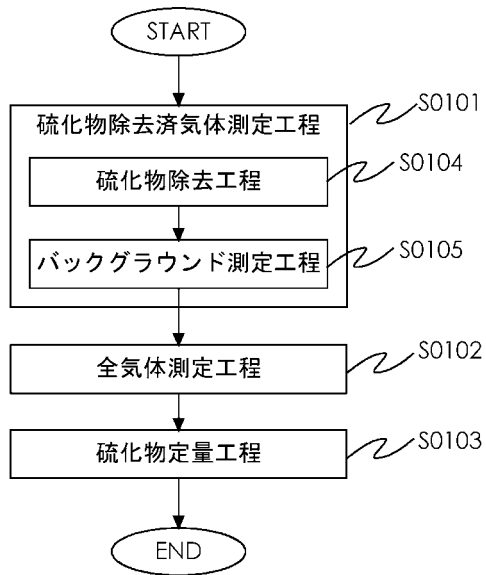 START
硫化物除去済気体測定工程
S0101
硫化物除去工程
S0104
バックグラウンド測定工程
S0105
全気体測定工程
S0102
硫化物定量工程
S0103
END